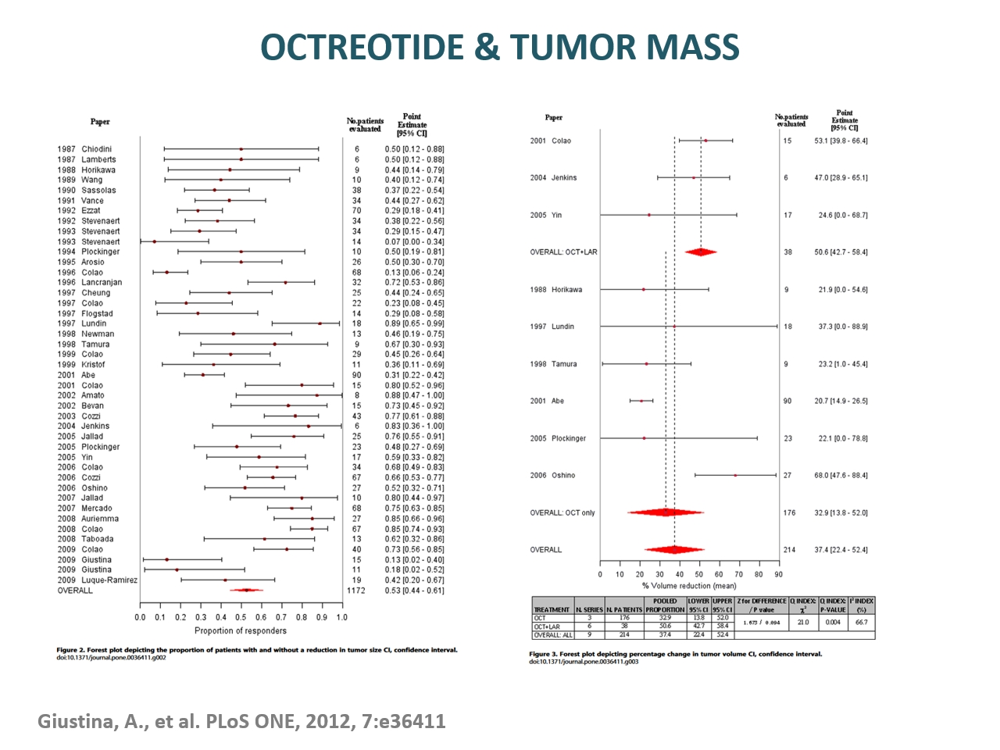 OCTREOTIDE & TUMOR MASS
Paper No.patients evaluated Point Estimate [95% CI]
1987 Chiodini 6 0.50 [0.12 - 0.88]
1987 Lamberts 6 0.50 [0.12 - 0.88]
1988 Horikawa 9 0.44 [0.14 - 0.79]
1989 Wang 10 0.40 [0.12 - 0.74]
1990 Sassolas 38 0.37 [0.22 - 0.54]
1991 Vance 34 0.44 [0.27 - 0.62]
1992 Ezzat 70 0.29 [0.18 - 0.41]
1992 Stevenaert 34 0.38 [0.22 - 0.56]
1993 Stevenaert 34 0.29 [0.15 - 0.47]
1993 Stevenaert 14 0.07 [0.00 - 0.34]
1994 Plockinger 10 0.50 [0.19 - 0.81]
1995 Arosio 26 0.50 [0.30 - 0.70]
1996 Colao 68 0.13 [0.06 - 0.24]
1996 Lancranjan 32 0.72 [0.53 - 0.86]
1997 Cheung 25 0.44 [0.24 - 0.65]
1997 Colao 22 0.23 [0.08 - 0.45]
1997 Flogstad 14 0.29 [0.08 - 0.58]
1997 Lundin 18 0.89 [0.65 - 0.99]
1998 Newman 13 0.46 [0.19 - 0.75]
1998 Tamura 9 0.67 [0.30 - 0.93]
1999 Colao 29 0.45 [0.26 - 0.64]
1999 Kristof 11 0.36 [0.11 - 0.69]
2001 Abe 90 0.31 [0.22 - 0.42]
2001 Colao 15 0.80 [0.52 - 0.96]
2002 Amato 8 0.88 [0.47 - 1.00]
2002 Bevan 15 0.73 [0.45 - 0.92]
2003 Cozzi 43 0.77 [0.61 - 0.88]
2004 Jenkins 6 0.83 [0.36 - 1.00]
2005 Jallad 25 0.76 [0.55 - 0.91]
2005 Plockinger 23 0.48 [0.27 - 0.69]
2005 Yin 17 0.59 [0.33 - 0.82]
2006 Colao 34 0.68 [0.49 - 0.83]
2006 Cozzi 67 0.66 [0.53 - 0.77]
2006 Oshino 27 0.52 [0.32 - 0.71]
2007 Jallad 10 0.80 [0.44 - 0.97]
2007 Mercado 68 0.75 [0.63 - 0.85]
2008 Auriemma 27 0.85 [0.66 - 0.96]
2008 Colao 67 0.85 [0.74 - 0.93]
2008 Taboada 13 0.62 [0.32 - 0.86]
2009 Colao 40 0.73 [0.56 - 0.85]
2009 Giustina 15 0.13 [0.02 - 0.40]
2009 Giustina 11 0.18 [0.02 - 0.52]
2009 Luque-Ramirez 19 0.42 [0.20 - 0.67]
OVERALL 1172 0.53 [0.44 - 0.61]
0.0 0.1 0.2 0.3 0.4 0.5 0.6 0.7 0.8 0.9 1.0
Proportion of responders
Figure 2. Forest plot depicting the proportion of patients with and without a reduction in tumor size CI, confidence interval.
doi:10.1371/journal.pone.0036411.g002
Paper No.patients evaluated Point Estimate [95% CI]
2001 Colao 15 53.1 [39.8 - 66.4]
2004 Jenkins 6 47.0 [28.9 - 65.1]
2005 Yin 17 24.6 [0.0 - 68.7]
OVERALL: OCT+LAR 38 50.6 [42.7 - 58.4]
1988 Horikawa 9 21.9 [0.0 - 54.6]
1997 Lundin 18 37.3 [0.0 - 88.9]
1998 Tamura 9 23.2 [1.0 - 45.4]
2001 Abe 90 20.7 [14.9 - 26.5]
2005 Plockinger 23 22.1 [0.0 - 78.8]
2006 Oshino 27 68.0 [47.6 - 88.4]
OVERALL: OCT only 176 32.9 [13.8 - 52.0]
OVERALL 214 37.4 [22.4 - 52.4]
0 10 20 30 40 50 60 70 80 90
% Volume reduction (mean)
TREATMENT N. SERIES N. PATIENTS POOLED PROPORTION LOWER 95% CI UPPER 95% CI Z for DIFFERENCE / P value Q INDEX: χ² Q INDEX: P-VALUE I² INDEX (%)
OCT 3 176 32.9 13.8 52.0 1.673 / 0.094 21.0 0.004 66.7
OCT+LAR 6 38 50.6 42.7 58.4
OVERALL: ALL 9 214 37.4 22.4 52.4
Figure 3. Forest plot depicting percentage change in tumor volume CI, confidence interval.
doi:10.1371/journal.pone.0036411.g003
Giustina, A., et al. PLoS ONE, 2012, 7:e36411